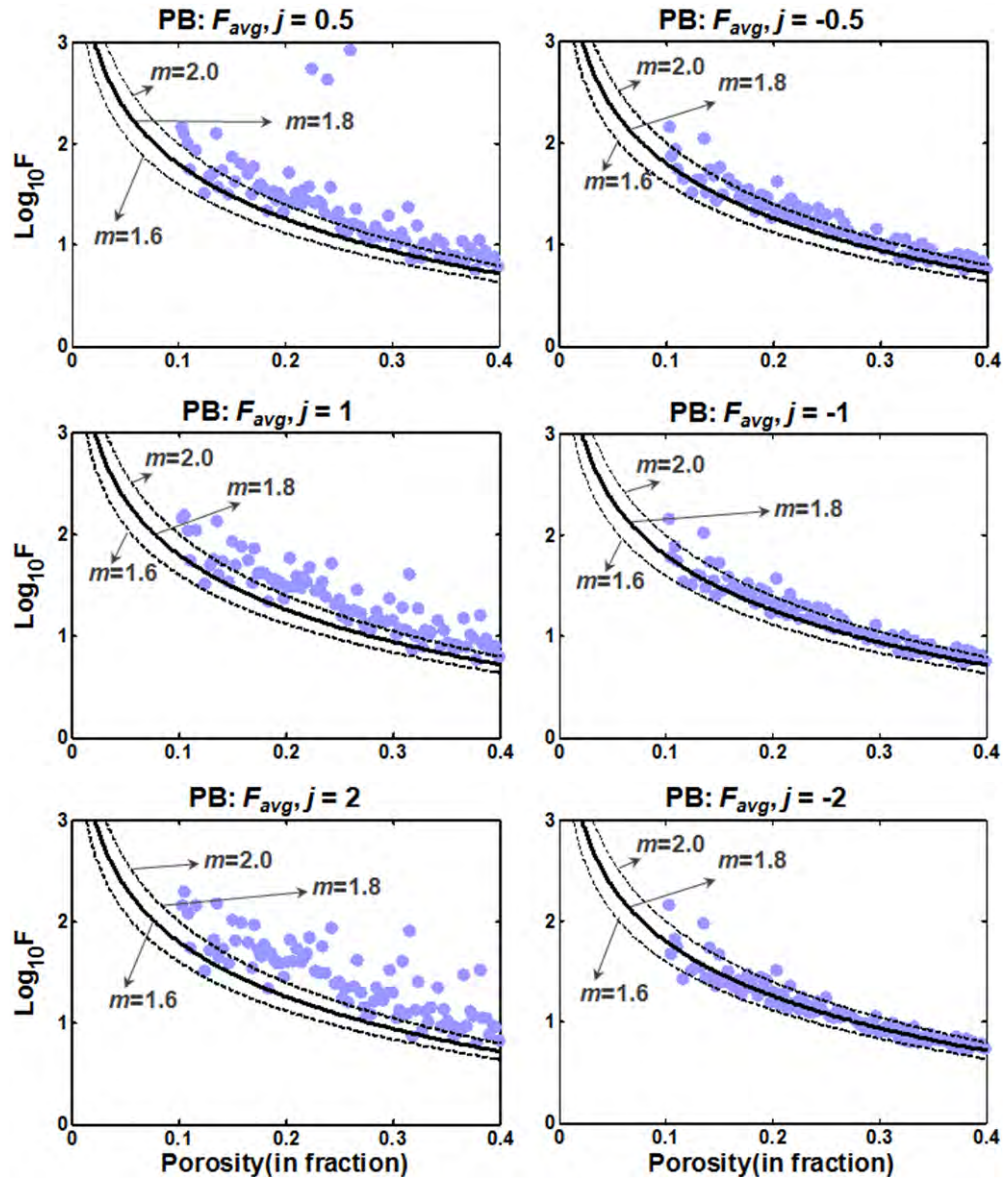 PB: Favg, j = 0.5
3
2
1
0
Log10F
m=2.0
m=1.8
m=1.6
0 0.1 0.2 0.3 0.4
PB: Favg, j = -0.5
3
2
1
0
m=2.0
m=1.8
m=1.6
0 0.1 0.2 0.3 0.4
PB: Favg, j = 1
3
2
1
0
Log10F
m=2.0
m=1.8
m=1.6
0 0.1 0.2 0.3 0.4
PB: Favg, j = -1
3
2
1
0
m=2.0
m=1.8
m=1.6
0 0.1 0.2 0.3 0.4
PB: Favg, j = 2
3
2
1
0
Log10F
m=2.0
m=1.8
m=1.6
0 0.1 0.2 0.3 0.4
Porosity(in fraction)
PB: Favg, j = -2
3
2
1
0
m=2.0
m=1.8
m=1.6
0 0.1 0.2 0.3 0.4
Porosity(in fraction)